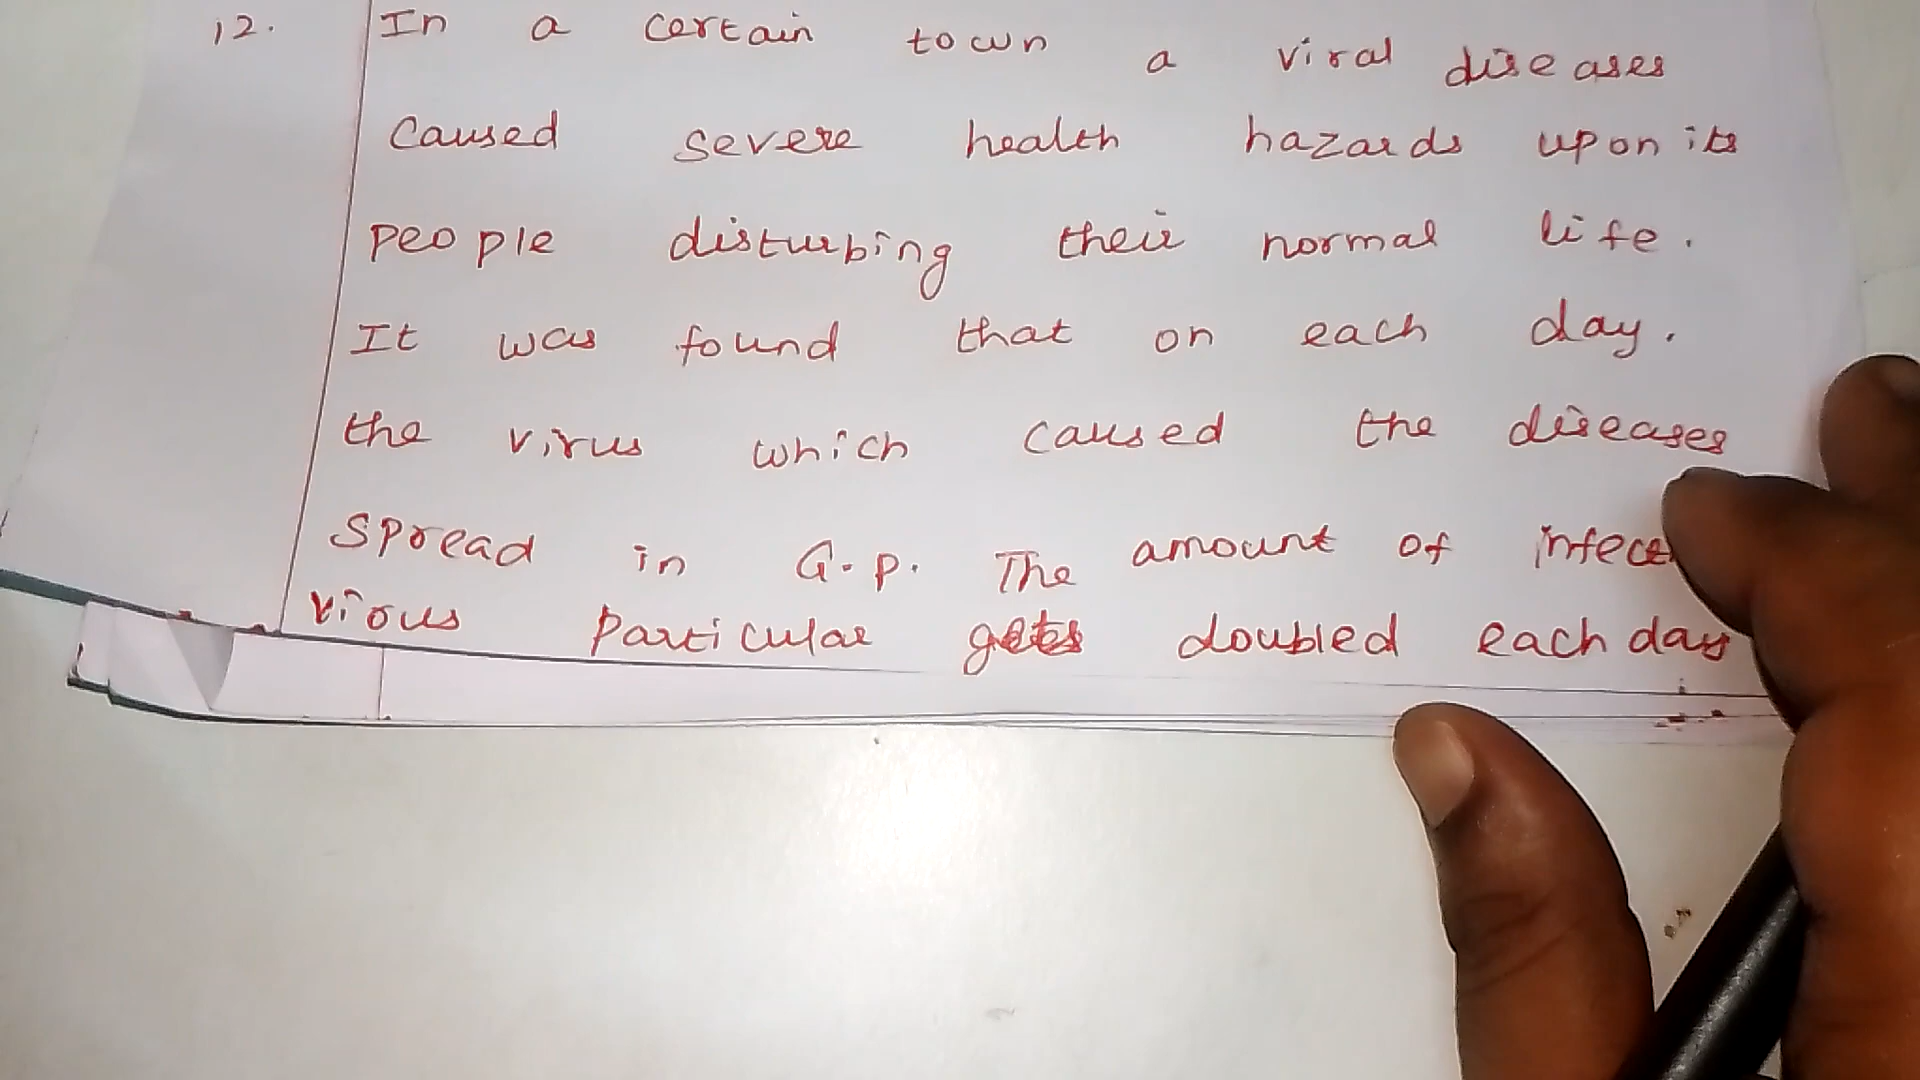 12. In a certain town a viral diseases
caused severe health hazards upon its
people disturbing their normal life.
It was found that on each day.
the virus which caused the diseases
spread in G.p. The amount of
virous particular gets doubled each day